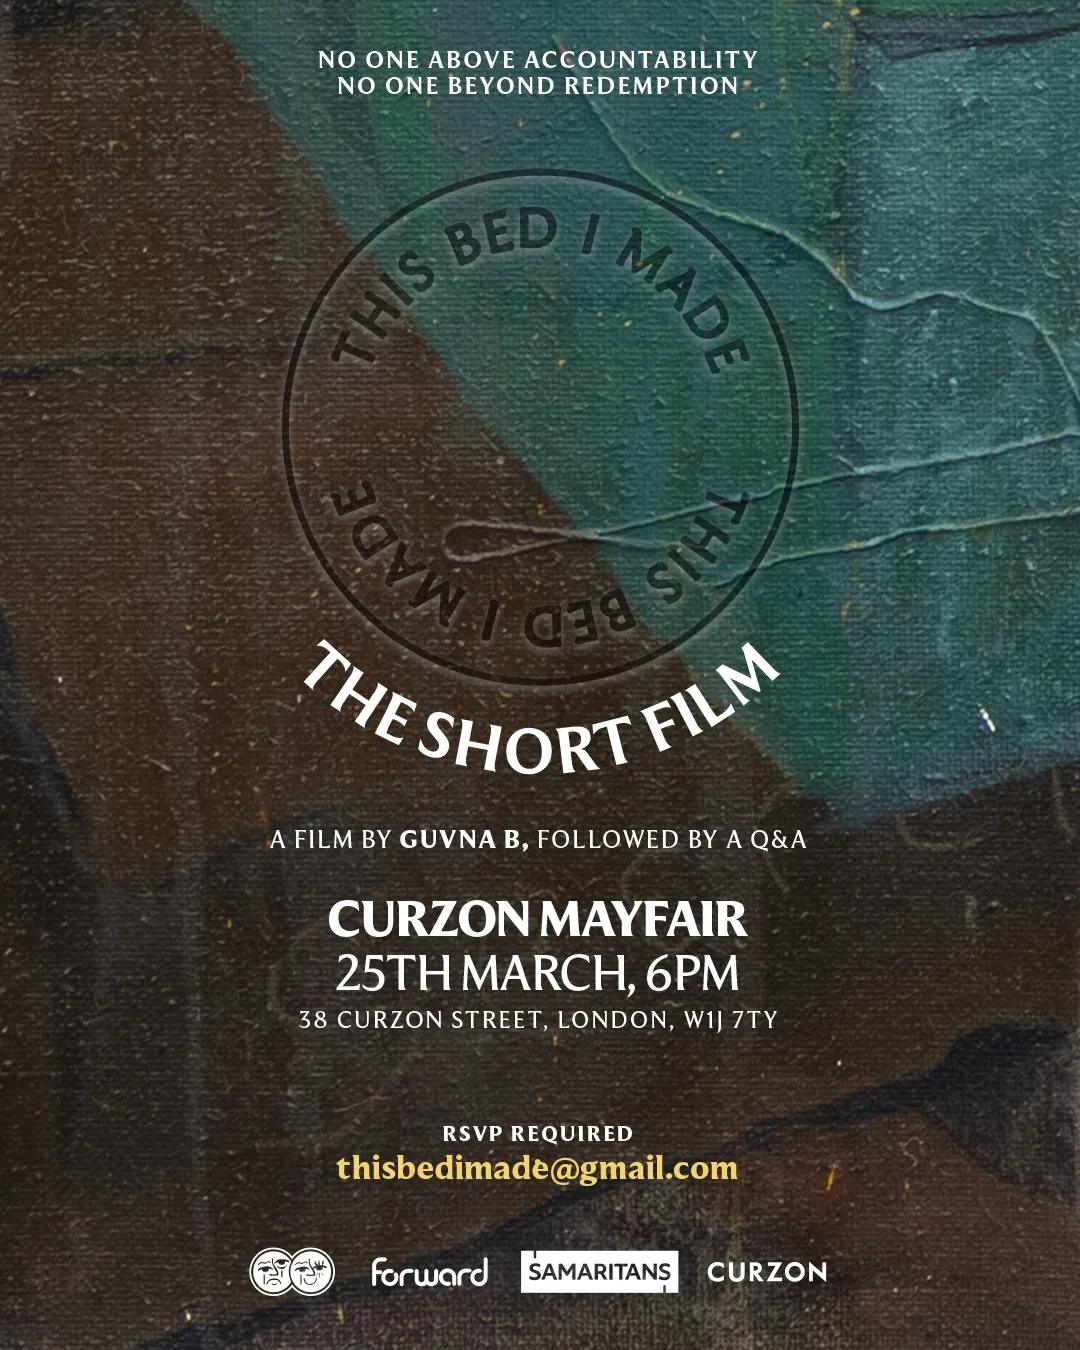 NO ONE ABOVE ACCOUNTABILITY
NO ONE BEYOND REDEMPTION
THIS BED I MADE
THIS BED I MADE
THE SHORT FILM
A FILM BY GUVNA B, FOLLOWED BY A Q&A
CURZON MAYFAIR
25TH MARCH, 6PM
38 CURZON STREET, LONDON, W1J 7TY
RSVP REQUIRED
thisbedimade@gmail.com
forward
SAMARITANS
CURZON